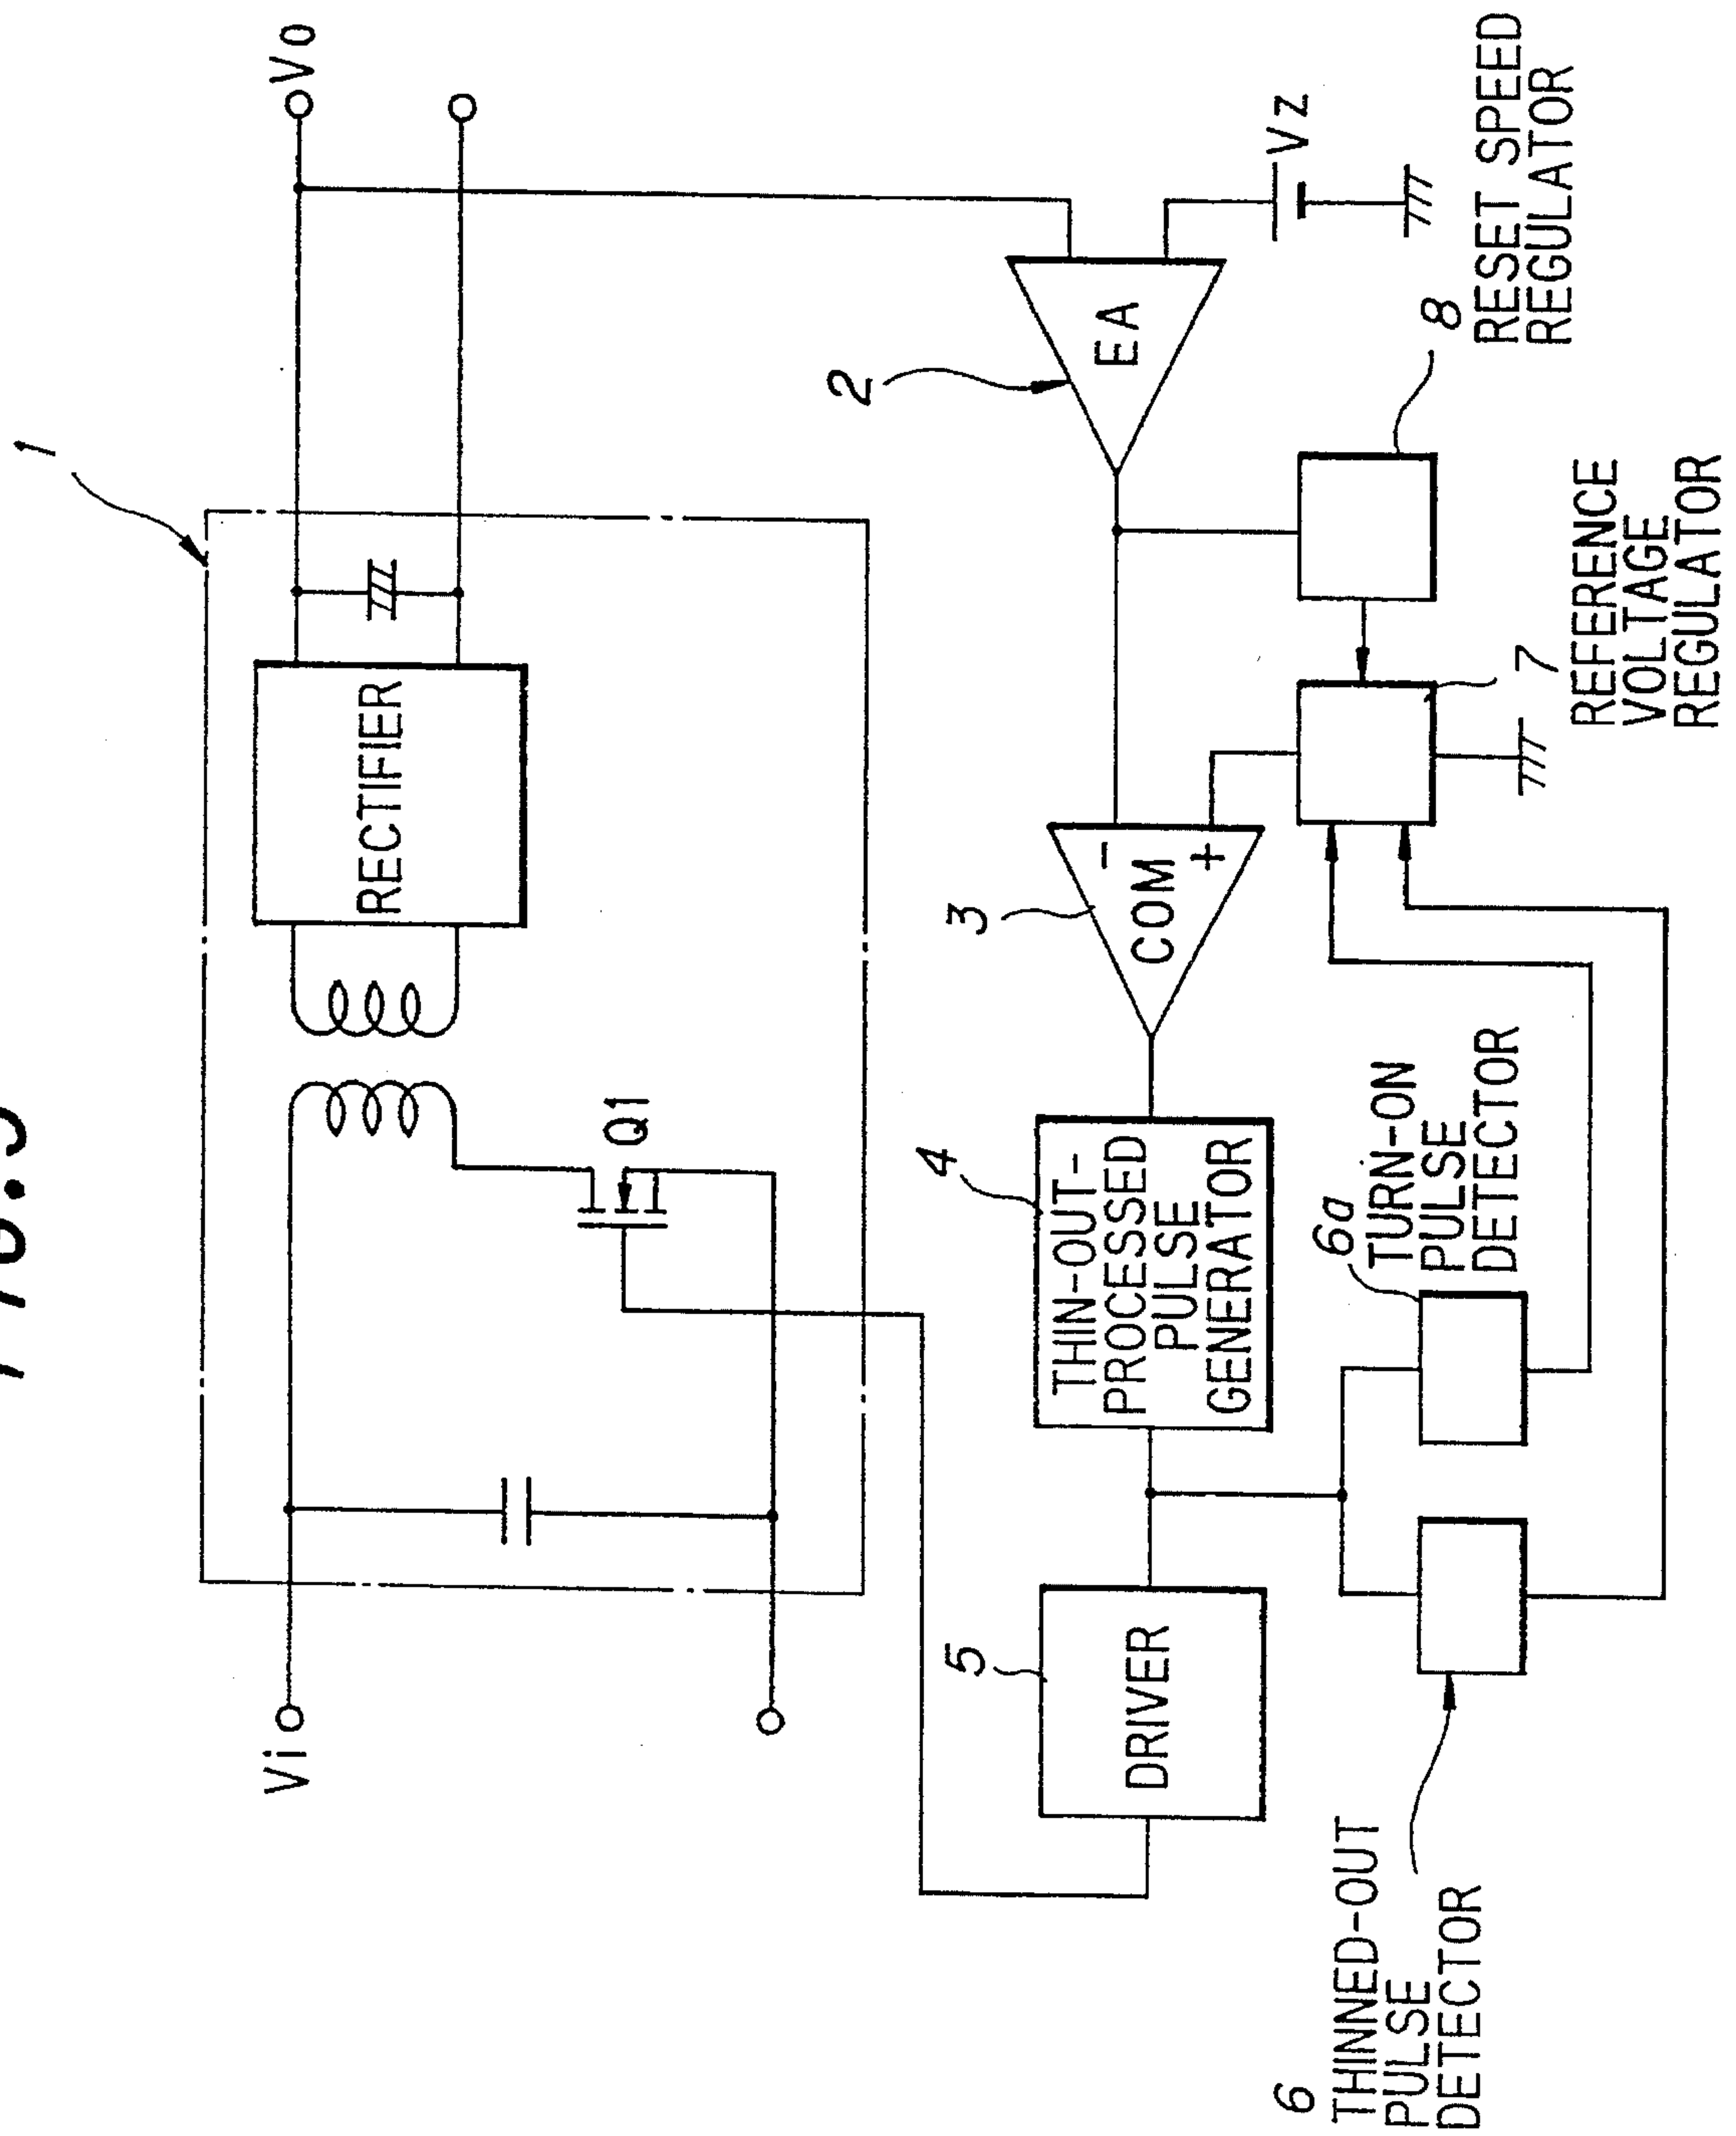 1
Vo
RECTIFIER
Q1
Vi
2
EA
Vz
3
COM
−
+
4
THIN-OUT-
PROCESSED
PULSE
GENERATOR
5
DRIVER
6a
TURN-ON
PULSE
DETECTOR
8
RESET SPEED
REGULATOR
7
REFERENCE
VOLTAGE
REGULATOR
6
THINNED-OUT
PULSE
DETECTOR